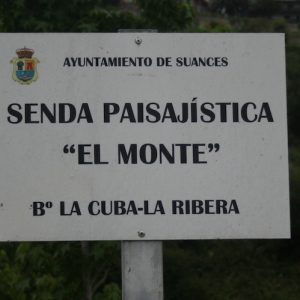 AYUNTAMIENTO DE SUANCES
SENDA PAISAJÍSTICA
“EL MONTE”
Bº LA CUBA-LA RIBERA